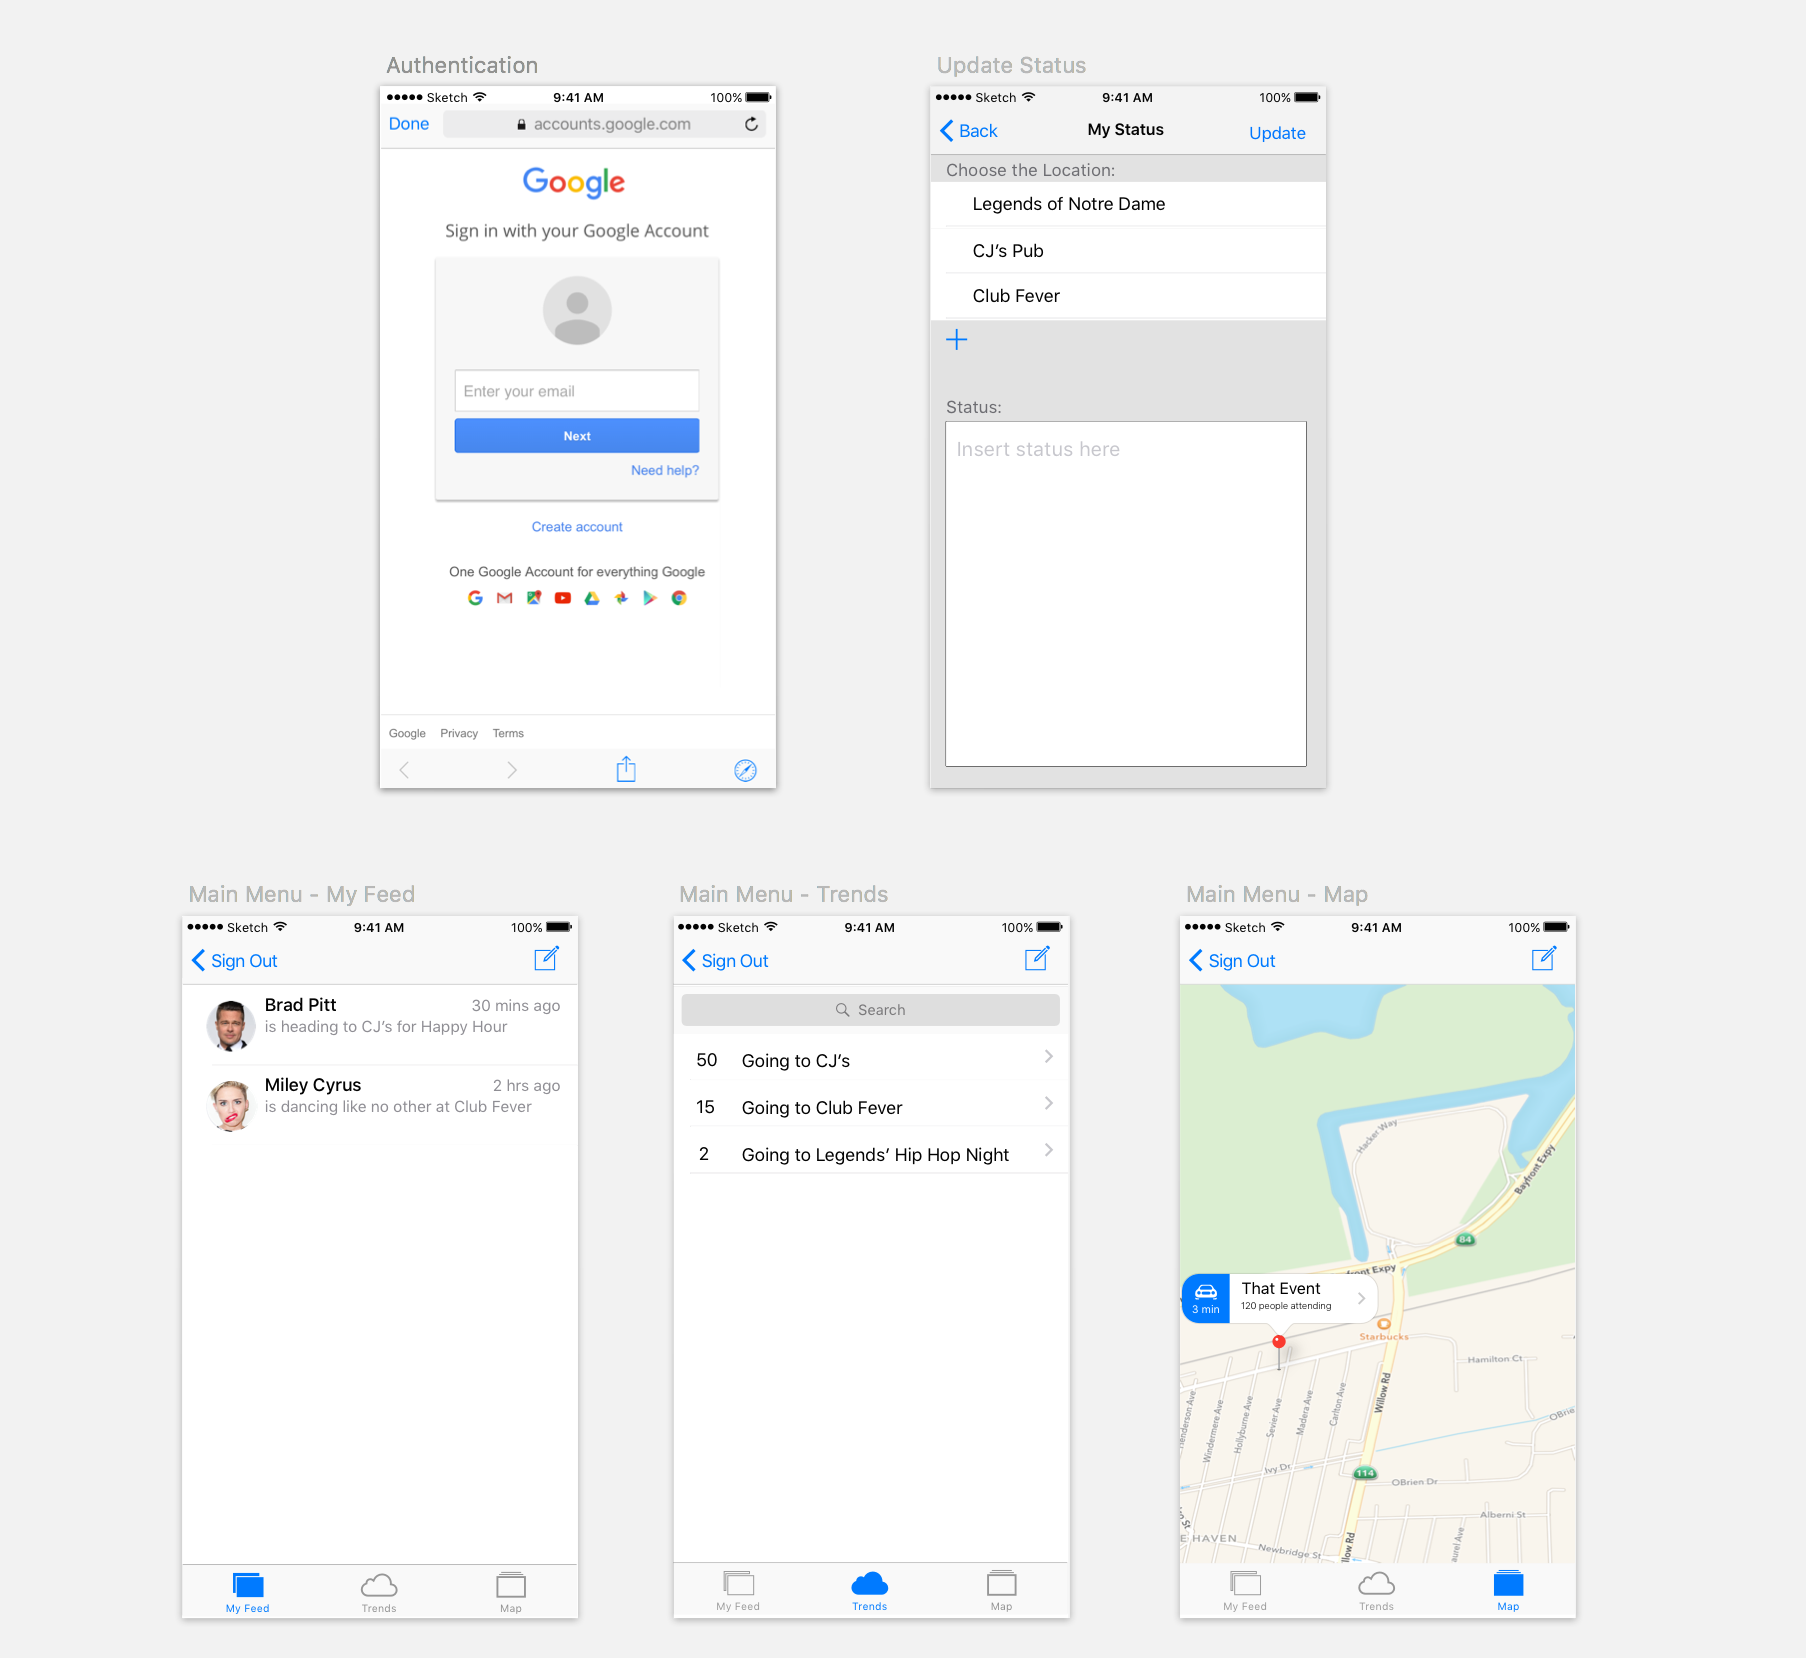 Authentication
Sketch 9:41 AM 100%
Done accounts.google.com
Google
Sign in with your Google Account
Enter your email
Next
Need help?
Create account
One Google Account for everything Google
Google Privacy Terms
Update Status
Sketch 9:41 AM 100%
Back My Status Update
Choose the Location:
Legends of Notre Dame
CJ's Pub
Club Fever
Status:
Insert status here
Main Menu - My Feed
Sketch 9:41 AM 100%
Sign Out
Brad Pitt 30 mins ago
is heading to CJ's for Happy Hour
Miley Cyrus 2 hrs ago
is dancing like no other at Club Fever
My Feed Trends Map
Main Menu - Trends
Sketch 9:41 AM 100%
Sign Out
Search
50 Going to CJ's
15 Going to Club Fever
2 Going to Legends' Hip Hop Night
My Feed Trends Map
Main Menu - Map
Sketch 9:41 AM 100%
Sign Out
Hacker Way
Bayfront Expy
84
Expy
That Event
3 min
120 people attending
Starbucks
Hamilton Ct
Willow Rd
Windermere Ave
Hollyburne Ave
Sevier Ave
Madera Ave
Carlton Ave
Ivy Dr
114
OBrien Dr
Alberni St
HAVEN
Newbridge St
My Feed Trends Map